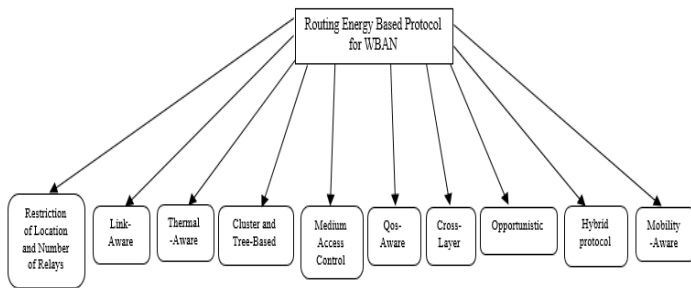 Routing Energy Based Protocol
for WBAN
Restriction
of Location
and Number
of Relays
Link-
Aware
Thermal
-Aware
Cluster and
Tree-Based
Medium
Access
Control
Qos-
Aware
Cross-
Layer
Opportunistic
Hybrid
protocol
Mobility
-Aware